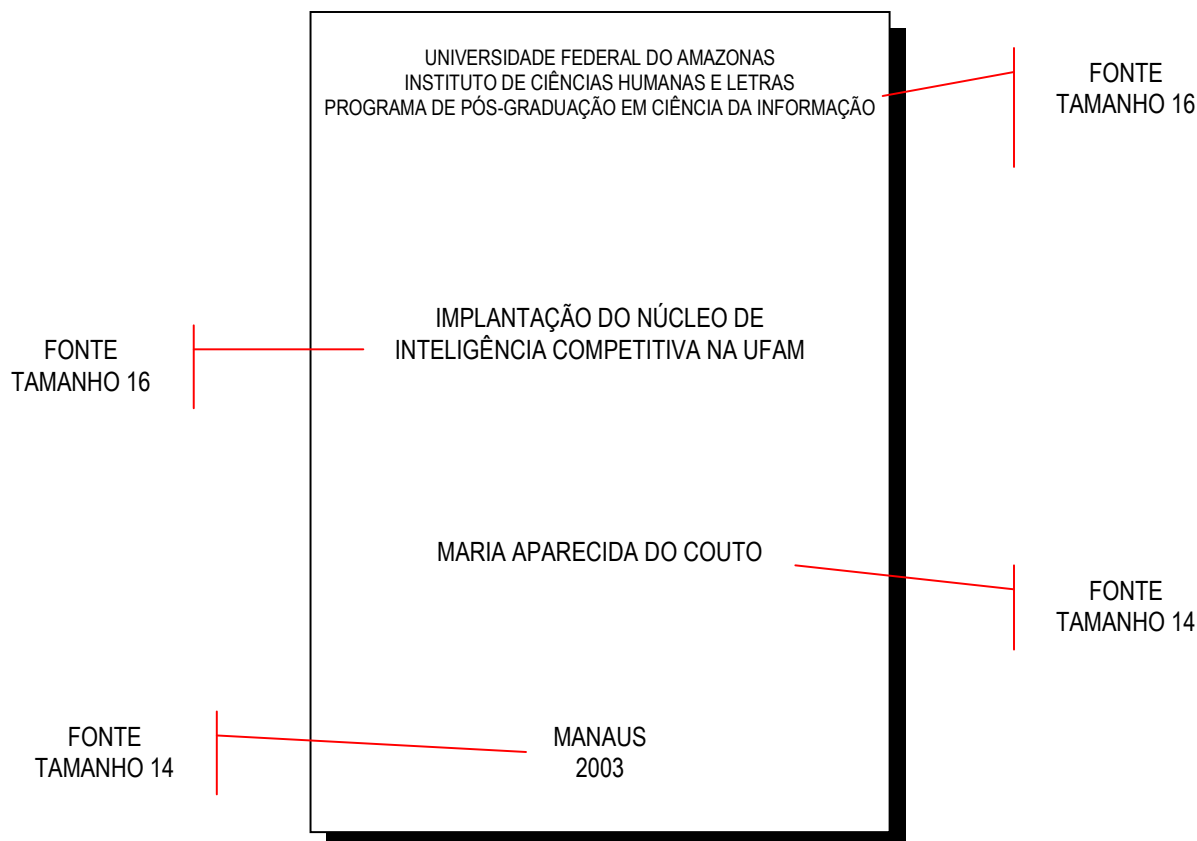 UNIVERSIDADE FEDERAL DO AMAZONAS
INSTITUTO DE CIÊNCIAS HUMANAS E LETRAS
PROGRAMA DE PÓS-GRADUAÇÃO EM CIÊNCIA DA INFORMAÇÃO
FONTE
TAMANHO 16
IMPLANTAÇÃO DO NÚCLEO DE
INTELIGÊNCIA COMPETITIVA NA UFAM
FONTE
TAMANHO 16
MARIA APARECIDA DO COUTO
FONTE
TAMANHO 14
MANAUS
2003
FONTE
TAMANHO 14